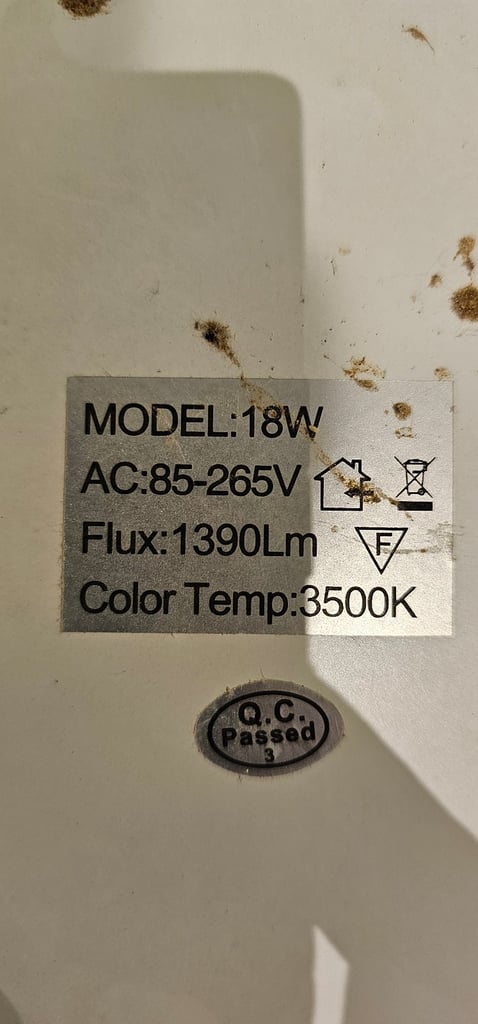 MODEL:18W
AC:85-265V
Flux:1390Lm
F
Color Temp:3500K
Q.C.
Passed
3